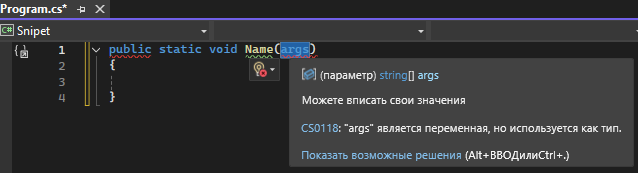 Program.cs*
C# Snipet
1 public static void Name(args)
2 {
3
4 }
(параметр) string[] args
Можете вписать свои значения
CS0118: "args" является переменная, но используется как тип.
Показать возможные решения (Alt+ВВОДилиCtrl+.)